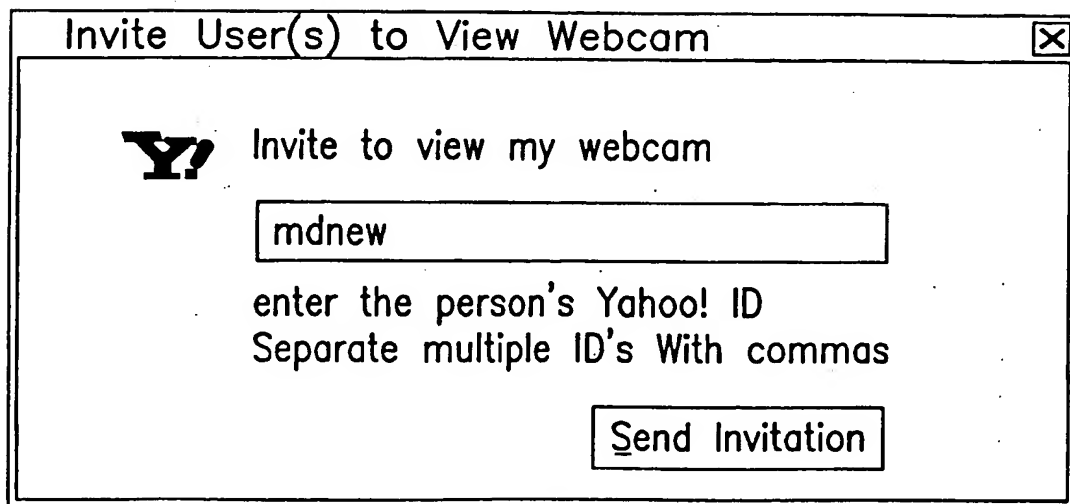 Invite User(s) to View Webcam
Y! Invite to view my webcam
mdnew
enter the person's Yahoo! ID
Separate multiple ID's With commas
Send Invitation